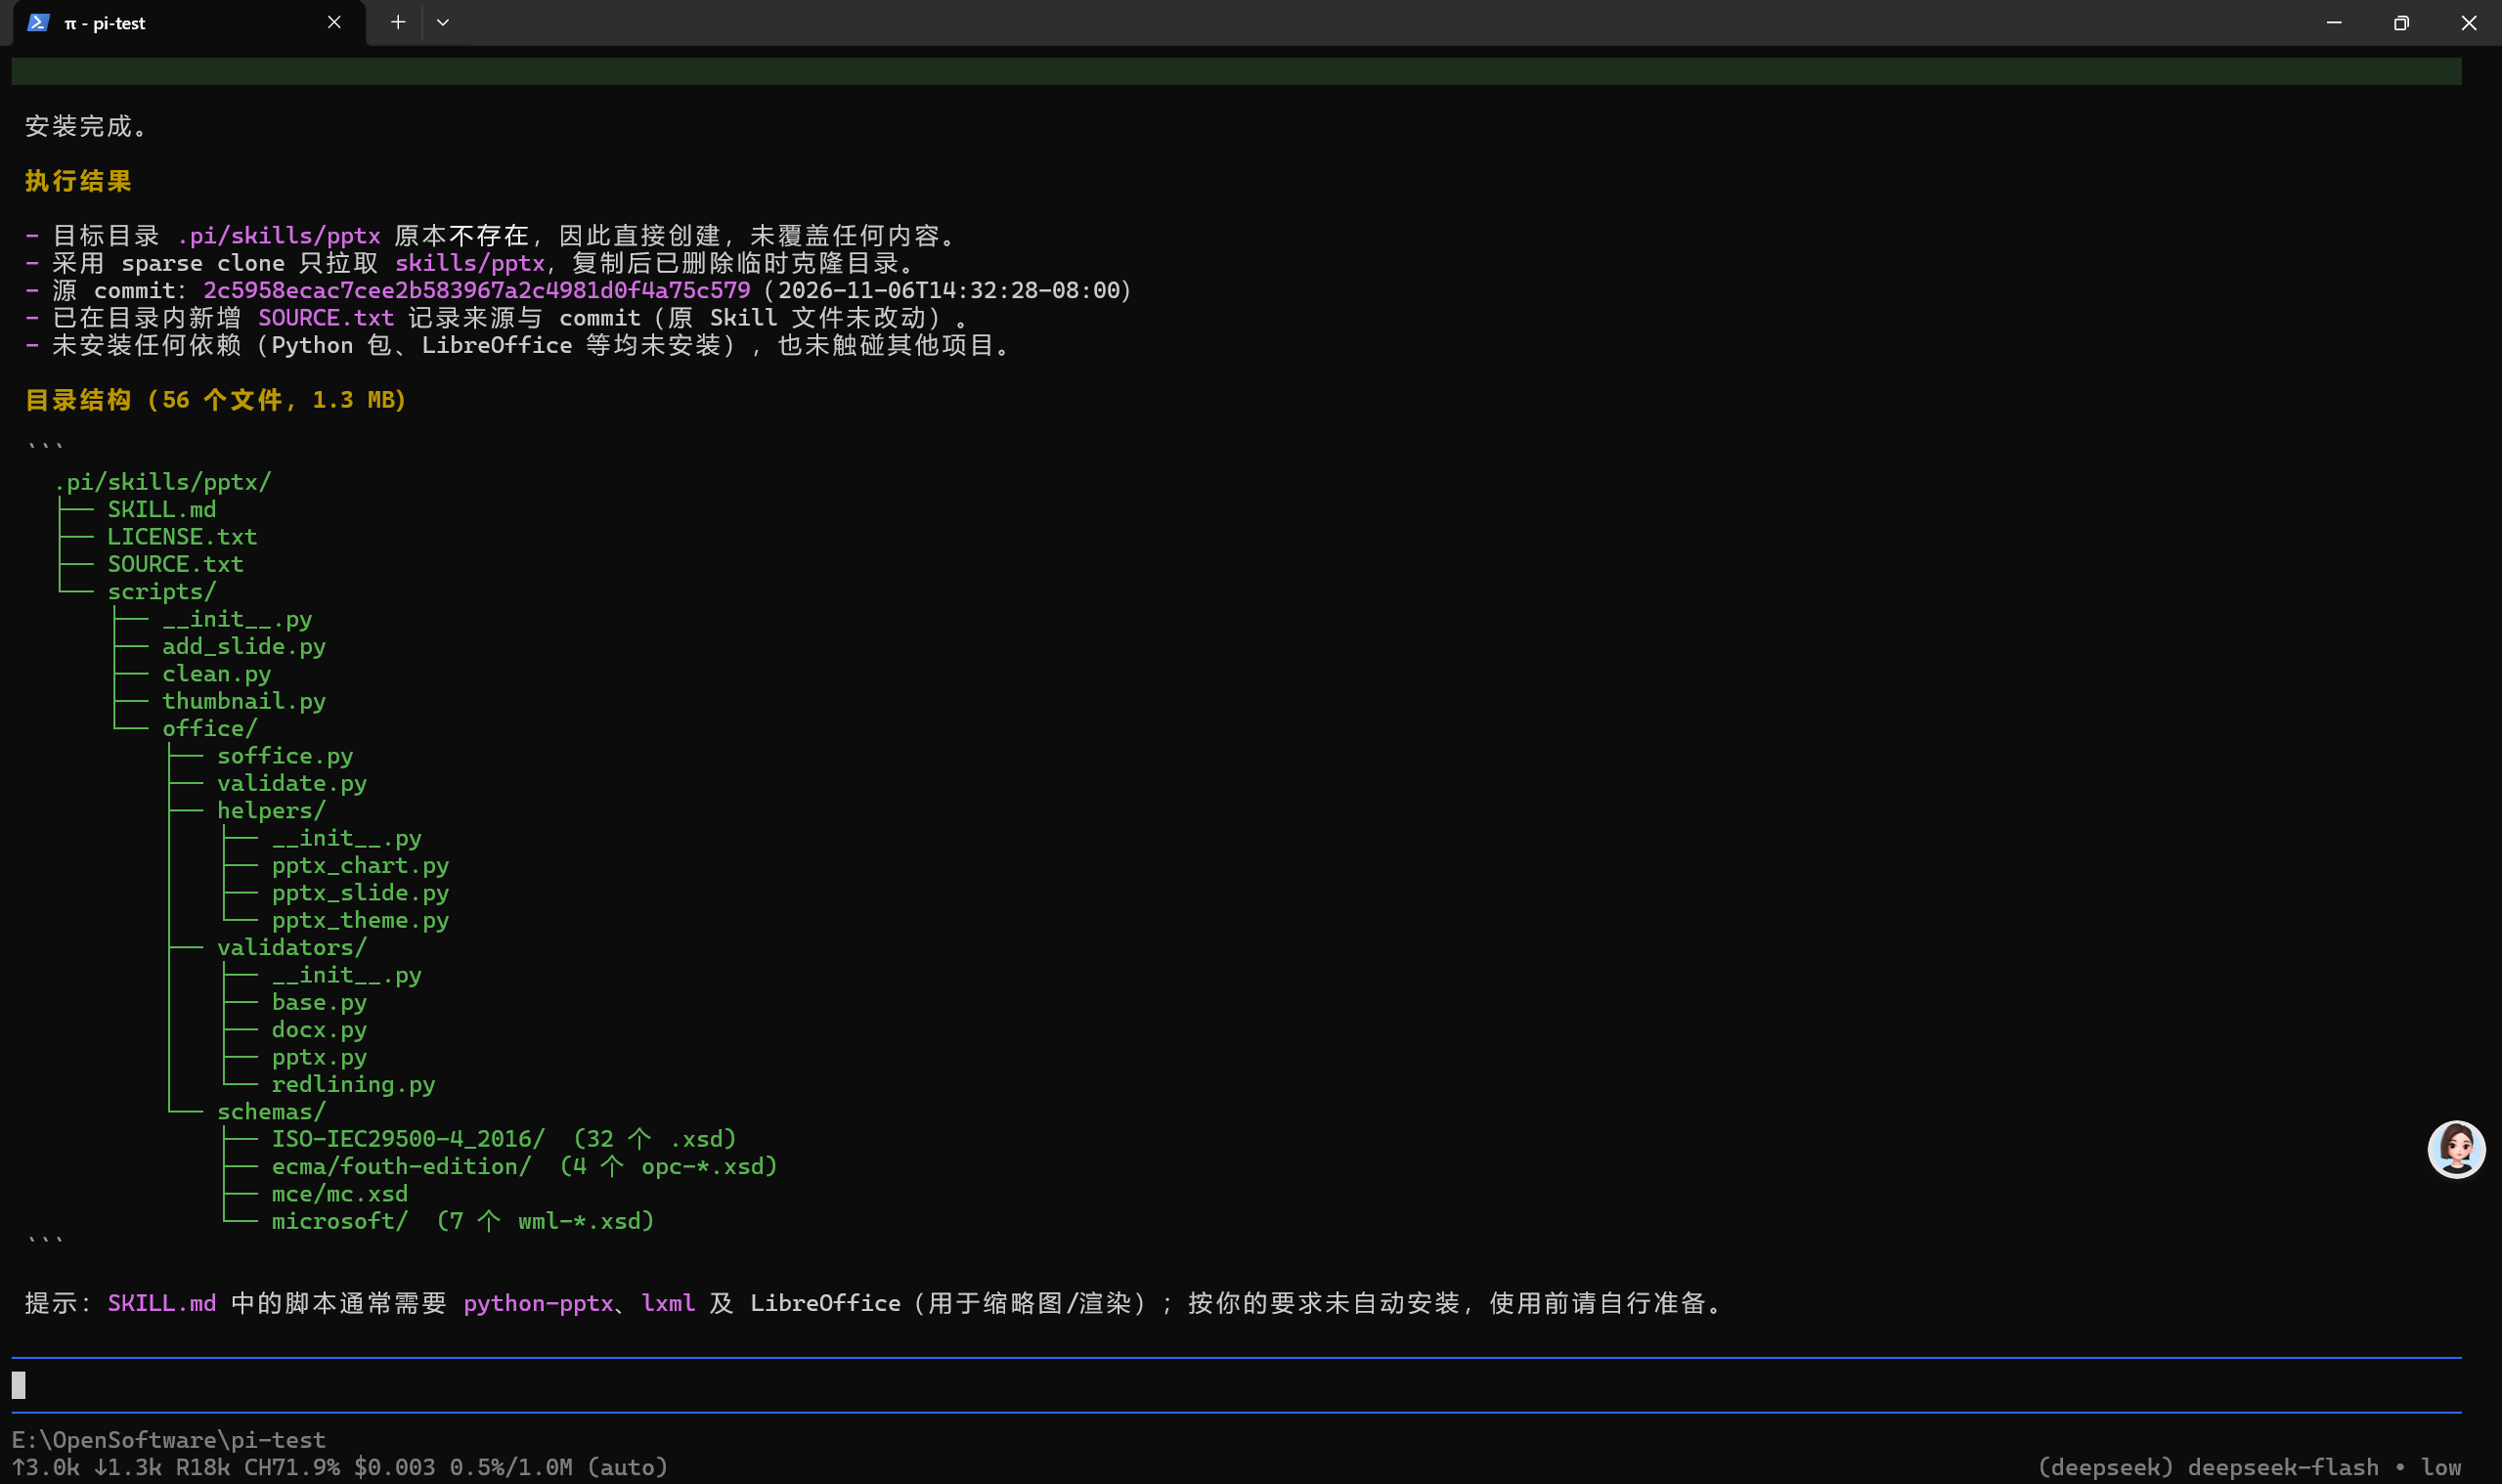 π - pi-test
安装完成。
执行结果
- 目标目录 .pi/skills/pptx 原本不存在，因此直接创建，未覆盖任何内容。
- 采用 sparse clone 只拉取 skills/pptx，复制后已删除临时克隆目录。
- 源 commit：2c5958ecac7cee2b583967a2c4981d0f4a75c579（2026-11-06T14:32:28-08:00）
- 已在目录内新增 SOURCE.txt 记录来源与 commit（原 Skill 文件未改动）。
- 未安装任何依赖（Python 包、LibreOffice 等均未安装），也未触碰其他项目。
目录结构（56 个文件，1.3 MB）
```
.pi/skills/pptx/
├── SKILL.md
├── LICENSE.txt
├── SOURCE.txt
└── scripts/
    ├── __init__.py
    ├── add_slide.py
    ├── clean.py
    ├── thumbnail.py
    └── office/
        ├── soffice.py
        ├── validate.py
        ├── helpers/
        │   ├── __init__.py
        │   ├── pptx_chart.py
        │   ├── pptx_slide.py
        │   └── pptx_theme.py
        ├── validators/
        │   ├── __init__.py
        │   ├── base.py
        │   ├── docx.py
        │   ├── pptx.py
        │   └── redlining.py
        └── schemas/
            ├── ISO-IEC29500-4_2016/  (32 个 .xsd)
            ├── ecma/fouth-edition/  (4 个 opc-*.xsd)
            ├── mce/mc.xsd
            └── microsoft/  (7 个 wml-*.xsd)
```
提示：SKILL.md 中的脚本通常需要 python-pptx、lxml 及 LibreOffice（用于缩略图/渲染）；按你的要求未自动安装，使用前请自行准备。
E:\OpenSoftware\pi-test
↑3.0k ↓1.3k R18k CH71.9% $0.003 0.5%/1.0M (auto)
(deepseek) deepseek-flash • low